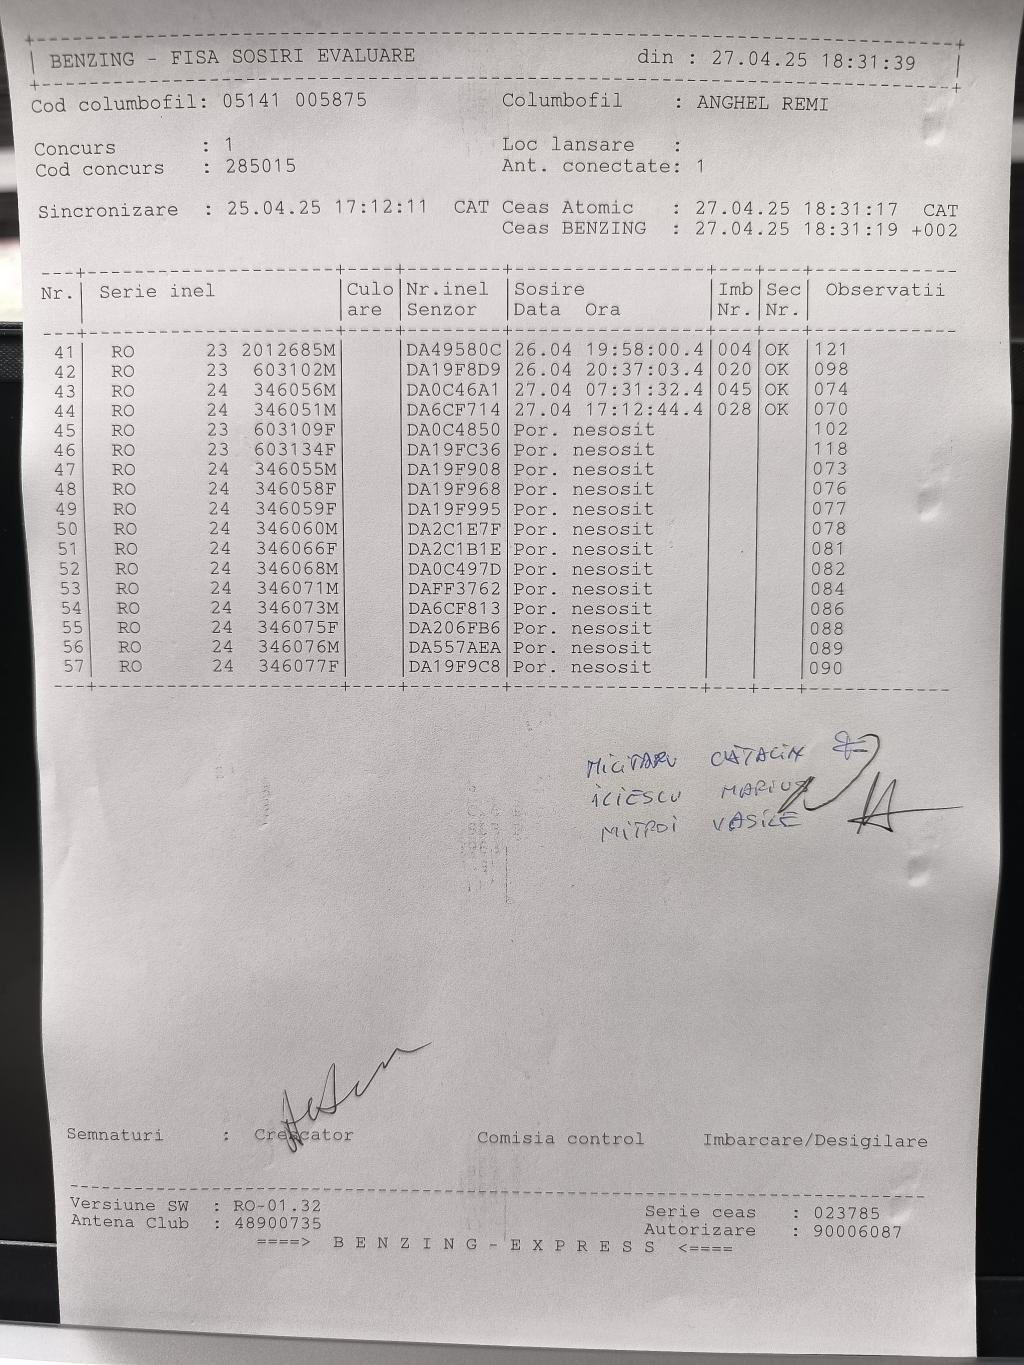 BENZING - FISA SOSIRI EVALUARE din : 27.04.25 18:31:39
Cod columbofil: 05141 005875 Columbofil : ANGHEL REMI
Concurs : 1 Loc lansare :
Cod concurs : 285015 Ant. conectate: 1
Sincronizare : 25.04.25 17:12:11 CAT Ceas Atomic : 27.04.25 18:31:17 CAT
Ceas BENZING : 27.04.25 18:31:19 +002
Nr. Serie inel Culo Nr.inel Sosire Imb Sec Observatii
are Senzor Data Ora Nr. Nr.
41 RO 23 2012685M DA49580C 26.04 19:58:00.4 004 OK 121
42 RO 23 603102M DA19F8D9 26.04 20:37:03.4 020 OK 098
43 RO 24 346056M DA0C46A1 27.04 07:31:32.4 045 OK 074
44 RO 24 346051M DA6CF714 27.04 17:12:44.4 028 OK 070
45 RO 23 603109F DA0C4850 Por. nesosit 102
46 RO 23 603134F DA19FC36 Por. nesosit 118
47 RO 24 346055M DA19F908 Por. nesosit 073
48 RO 24 346058F DA19F968 Por. nesosit 076
49 RO 24 346059F DA19F995 Por. nesosit 077
50 RO 24 346060M DA2C1E7F Por. nesosit 078
51 RO 24 346066F DA2C1B1E Por. nesosit 081
52 RO 24 346068M DA0C497D Por. nesosit 082
53 RO 24 346071M DAFF3762 Por. nesosit 084
54 RO 24 346073M DA6CF813 Por. nesosit 086
55 RO 24 346075F DA206FB6 Por. nesosit 088
56 RO 24 346076M DA557AEA Por. nesosit 089
57 RO 24 346077F DA19F9C8 Por. nesosit 090
MILITARU CĂTĂLIN
ILIESCU MARIUS
MITROI VASILE
Semnaturi : Crescator Comisia control Imbarcare/Desigilare
Versiune SW : RO-01.32 Serie ceas : 023785
Antena Club : 48900735 Autorizare : 90006087
====> B E N Z I N G - E X P R E S S <====